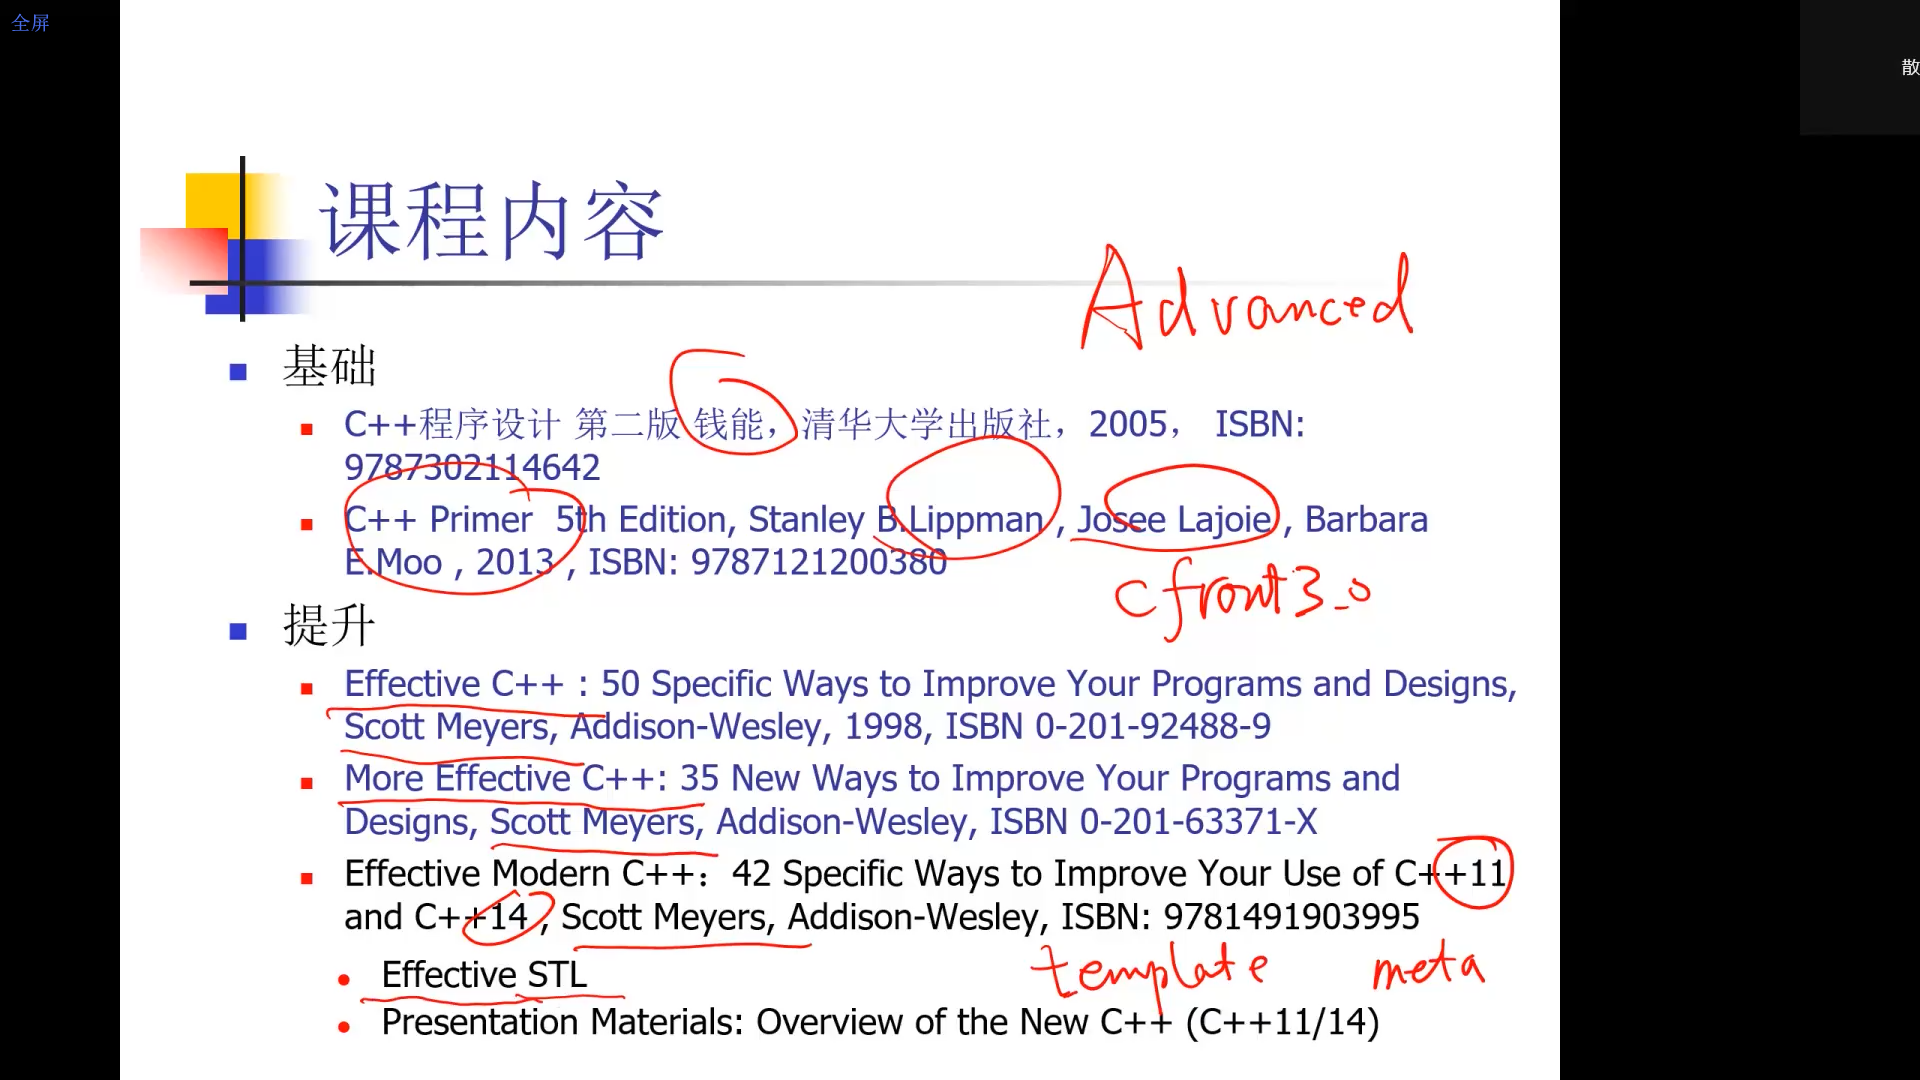 全屏
散
课程内容
Advanced
基础
C++程序设计 第二版 钱能，清华大学出版社，2005， ISBN:
9787302114642
C++ Primer 5th Edition, Stanley B.Lippman , Josee Lajoie , Barbara
E.Moo , 2013 , ISBN: 9787121200380
cfront3.0
提升
Effective C++ : 50 Specific Ways to Improve Your Programs and Designs,
Scott Meyers, Addison-Wesley, 1998, ISBN 0-201-92488-9
More Effective C++: 35 New Ways to Improve Your Programs and
Designs, Scott Meyers, Addison-Wesley, ISBN 0-201-63371-X
Effective Modern C++：42 Specific Ways to Improve Your Use of C++11
and C++14 , Scott Meyers, Addison-Wesley, ISBN: 9781491903995
template meta
Effective STL
Presentation Materials: Overview of the New C++ (C++11/14)